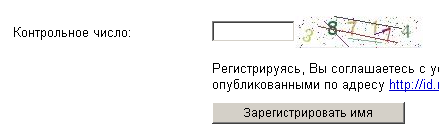 Контрольное число:
Регистрируясь, Вы соглашаетесь с у
опубликованными по адресу http://id.
Зарегистрировать имя